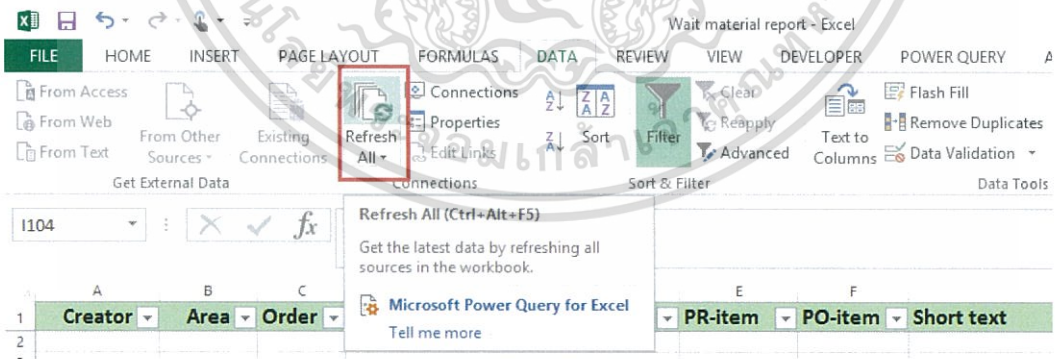 Wait material report - Excel
FILE HOME INSERT PAGE LAYOUT FORMULAS DATA REVIEW VIEW DEVELOPER POWER QUERY A
From Access
From Web
From Text
From Other Sources
Existing Connections
Get External Data
Refresh All
Connections
Properties
Edit Links
Connections
Sort
Filter
Clear
Reapply
Advanced
Sort & Filter
Text to Columns
Flash Fill
Remove Duplicates
Data Validation
Data Tools
I104 fx
Refresh All (Ctrl+Alt+F5)
Get the latest data by refreshing all
sources in the workbook.
Microsoft Power Query for Excel
Tell me more
A B C E F
1 Creator Area Order PR-item PO-item Short text
2